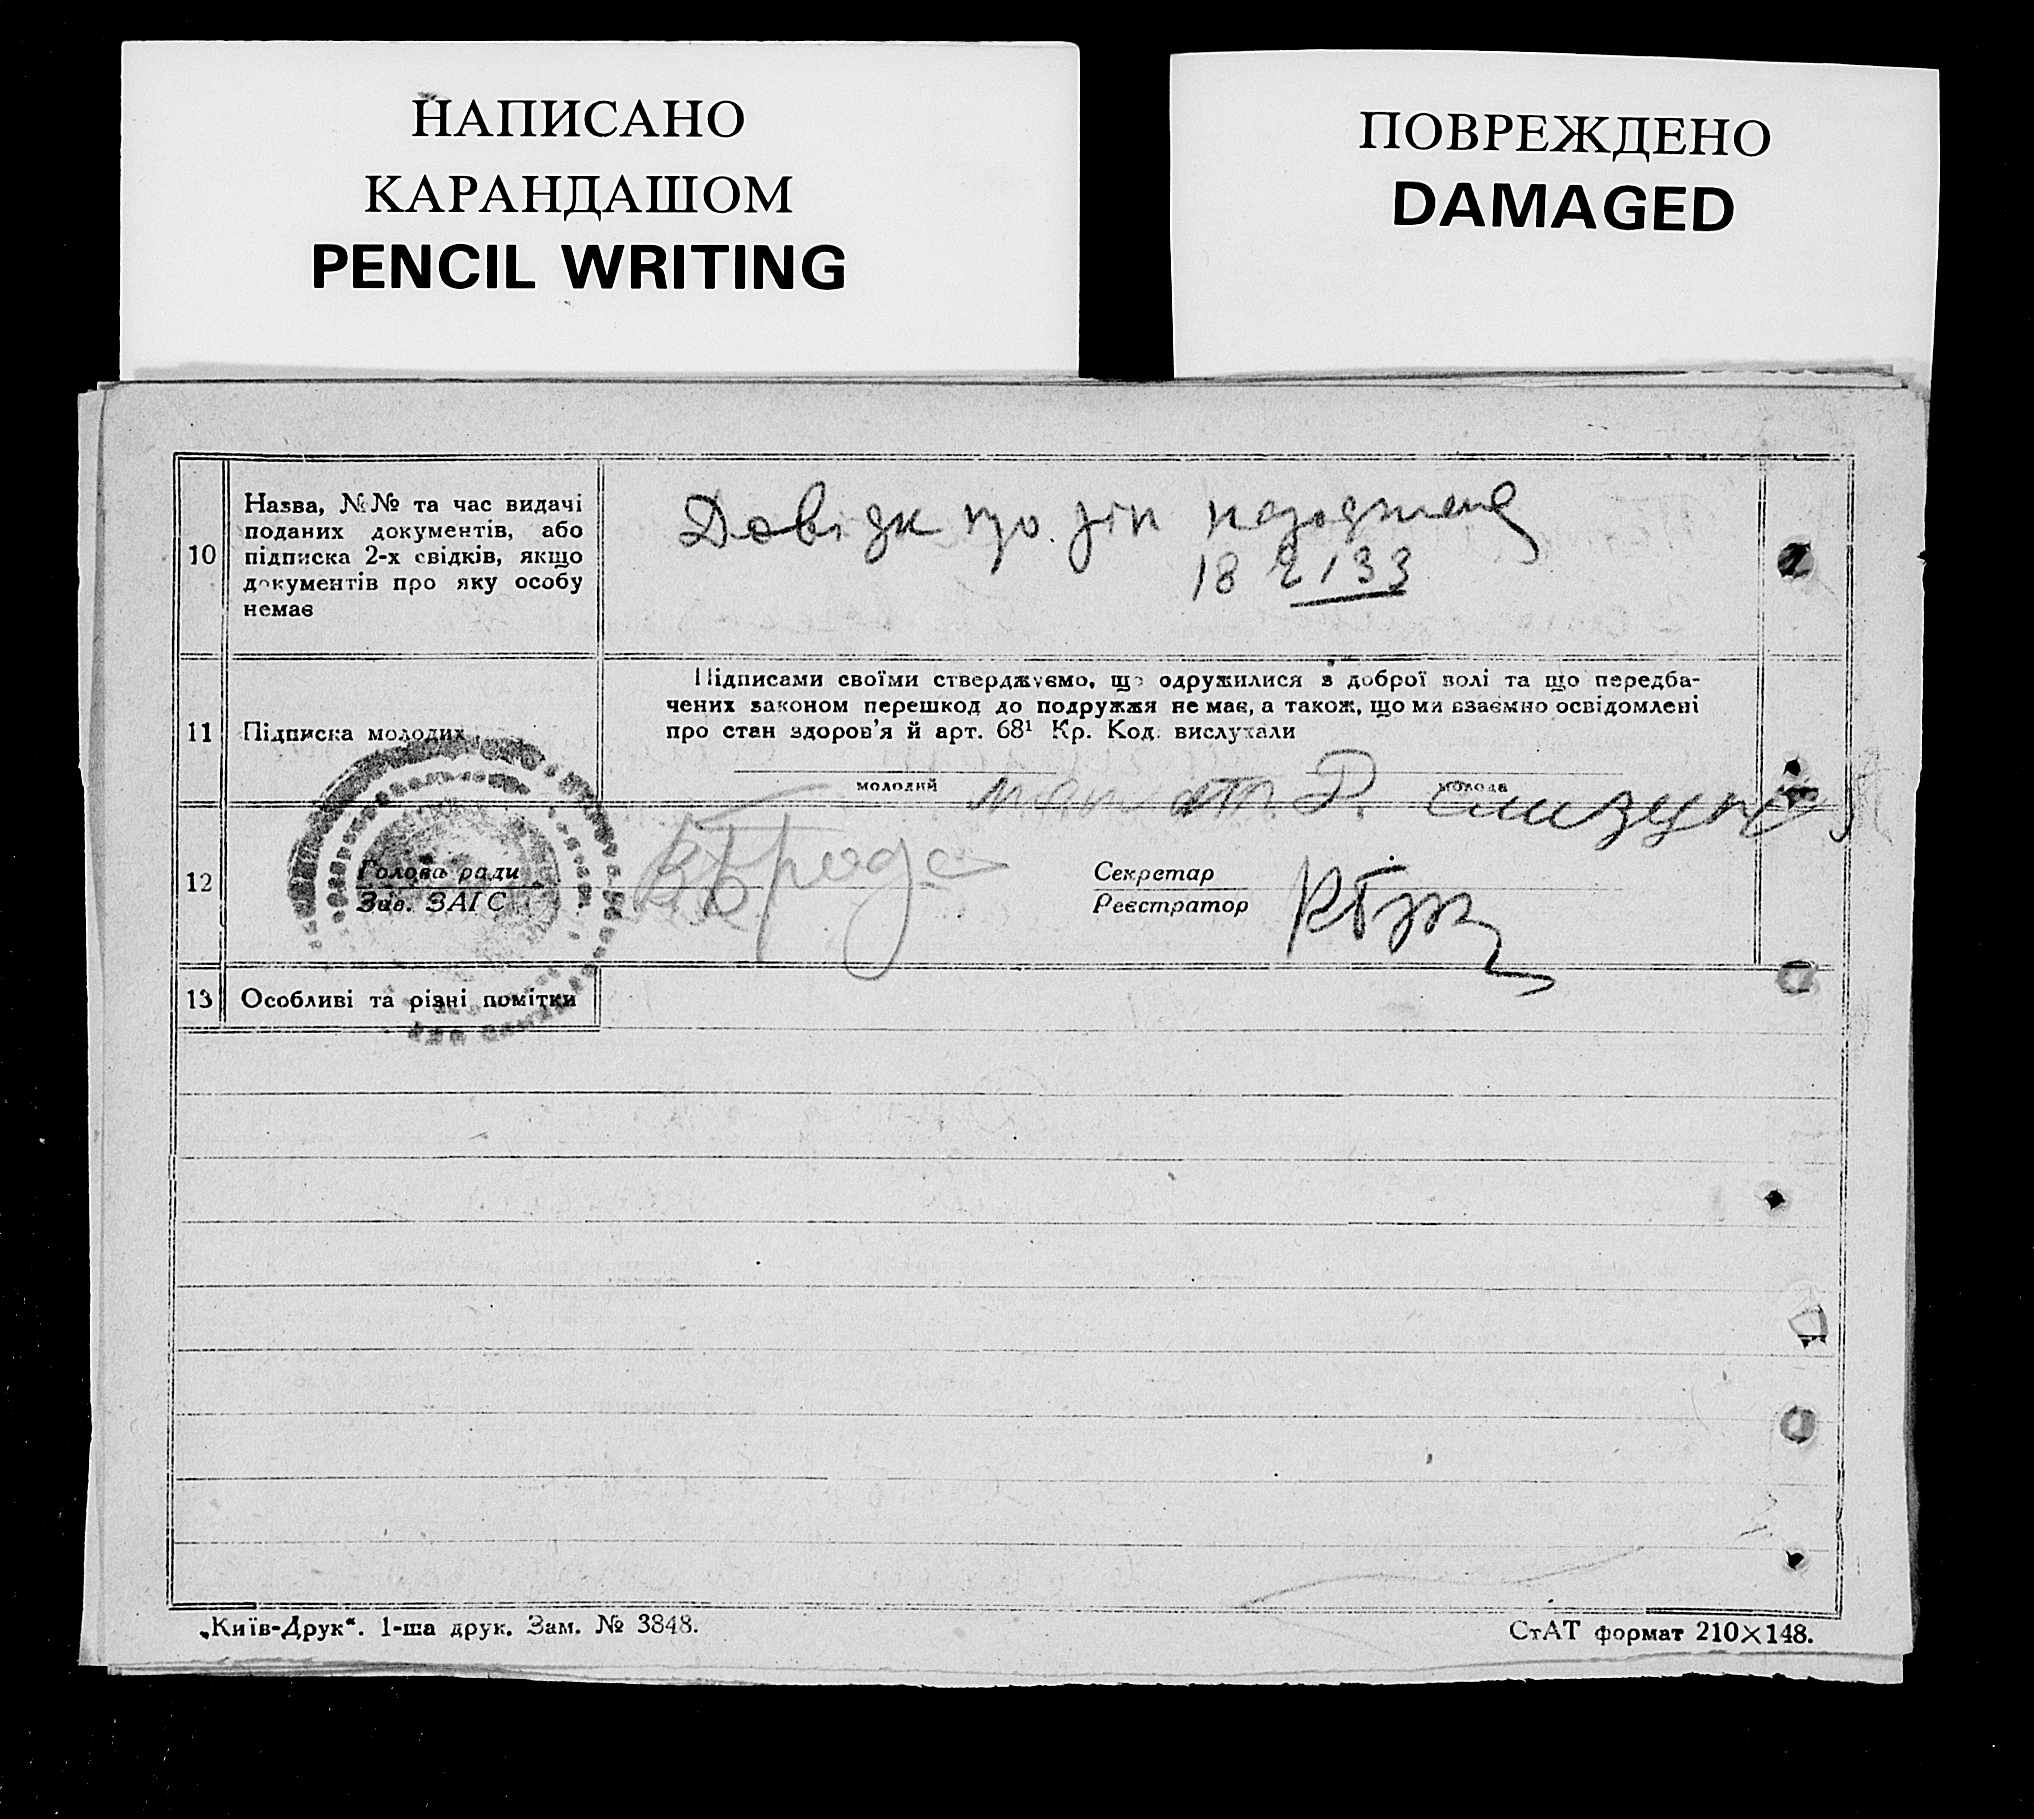 НАПИСАНО
КАРАНДАШОМ
PENCIL WRITING
ПОВРЕЖДЕНО
DAMAGED
10
Назва, №№ та час видачі
поданих документів, або
підписка 2-х свідків, якщо
документів про яку особу
немає
Довідк про
18 2 133
11
Підписка молодих
Підписами своїми стверджуємо, що одружилися з доброї волі та що передба-
чених законом перешкод до подружжя не має, а також, що ми взаємно освідомлені
про стан здоров'я й арт. 68¹ Кр. Код. вислухали
молодий
молода
12
Голова ради
Зав. ЗАГС
Секретар
Реєстратор
13
Особливі та різні помітки
„Київ-Друк“. 1-ша друк. Зам. № 3848.
СтАТ формат 210×148.